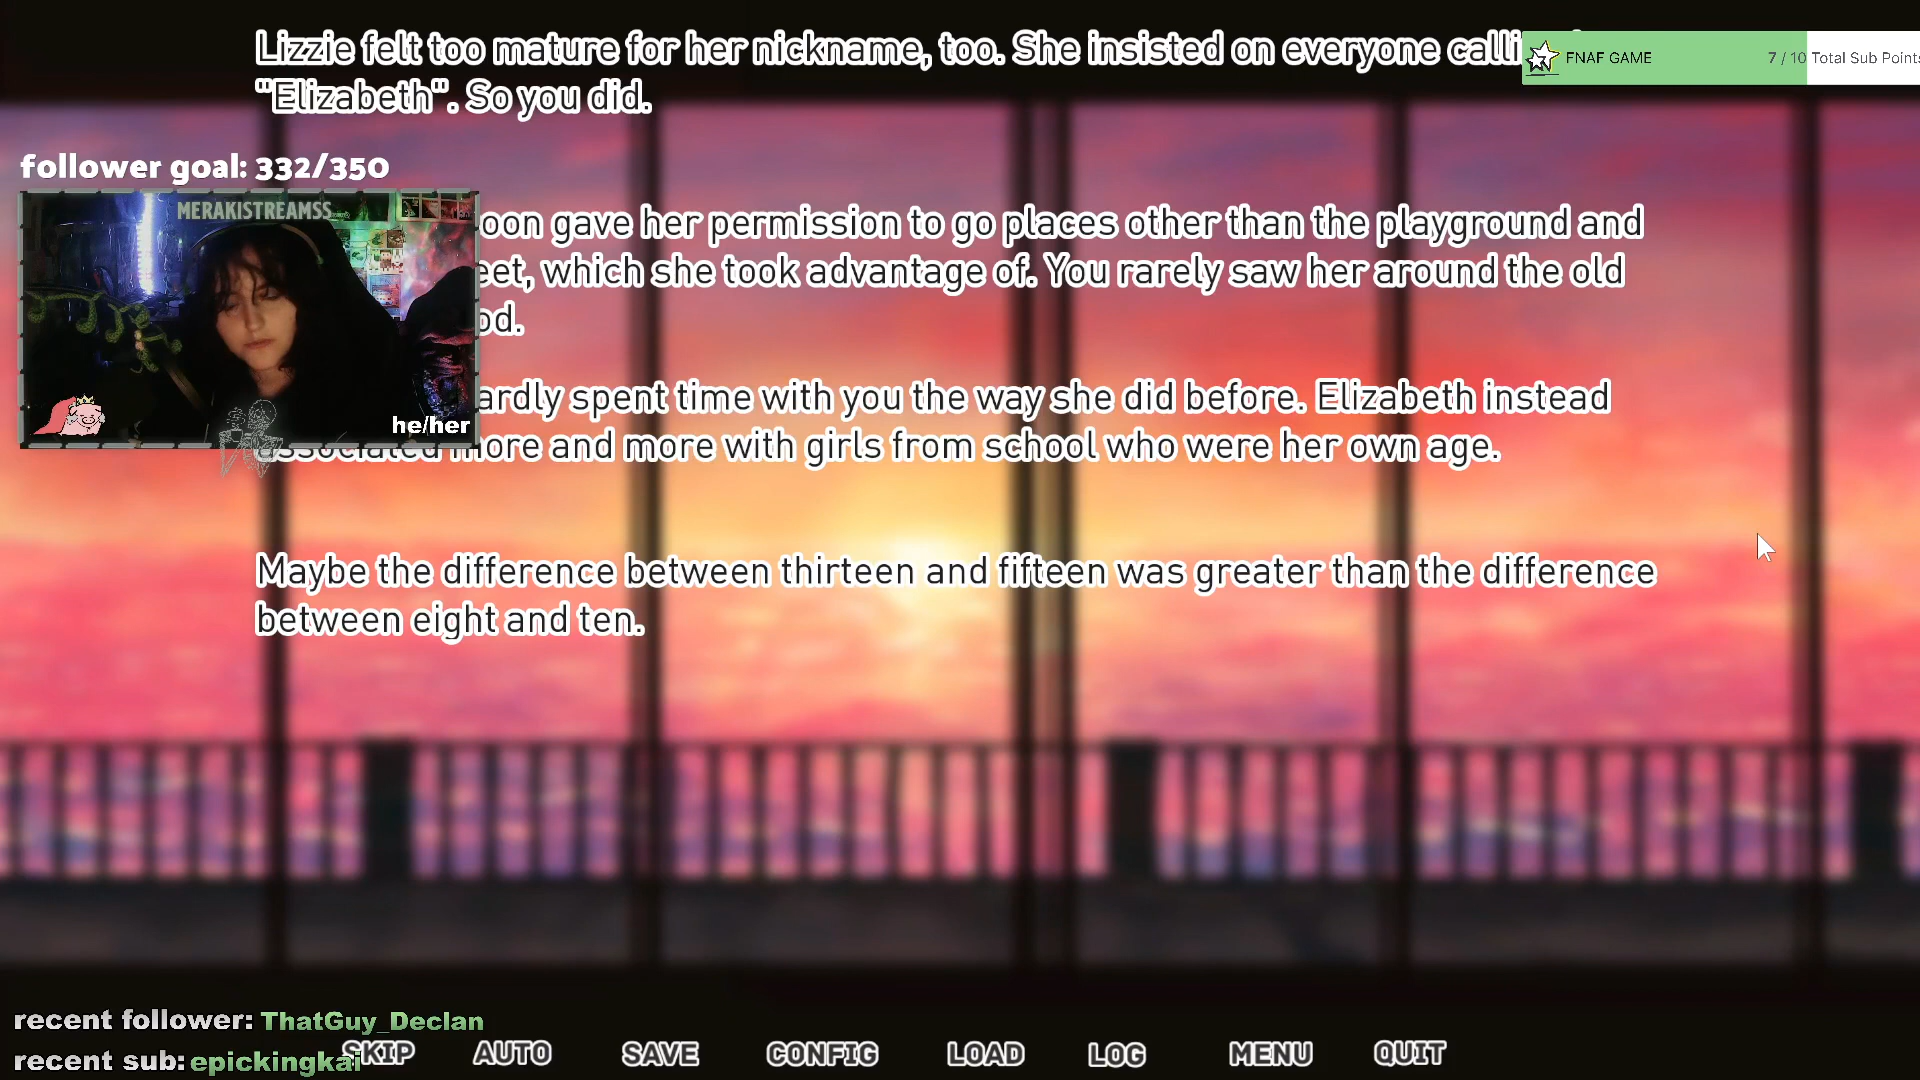 Lizzie felt too mature for her nickname, too. She insisted on everyone
"Elizabeth". So you did.
FNAF GAME
7 / 10 Total Sub Points
follower goal: 332/350
MERAKISTREAMSS
he/her
gave her permission to go places other than the playground and
which she took advantage of. You rarely saw her around the old
spent time with you the way she did before. Elizabeth instead
associated more and more with girls from school who were her own age.
Maybe the difference between thirteen and fifteen was greater than the difference
between eight and ten.
recent follower: ThatGuy_Declan
recent sub: epickingkai
SKIP AUTO SAVE CONFIG LOAD LOG MENU QUIT